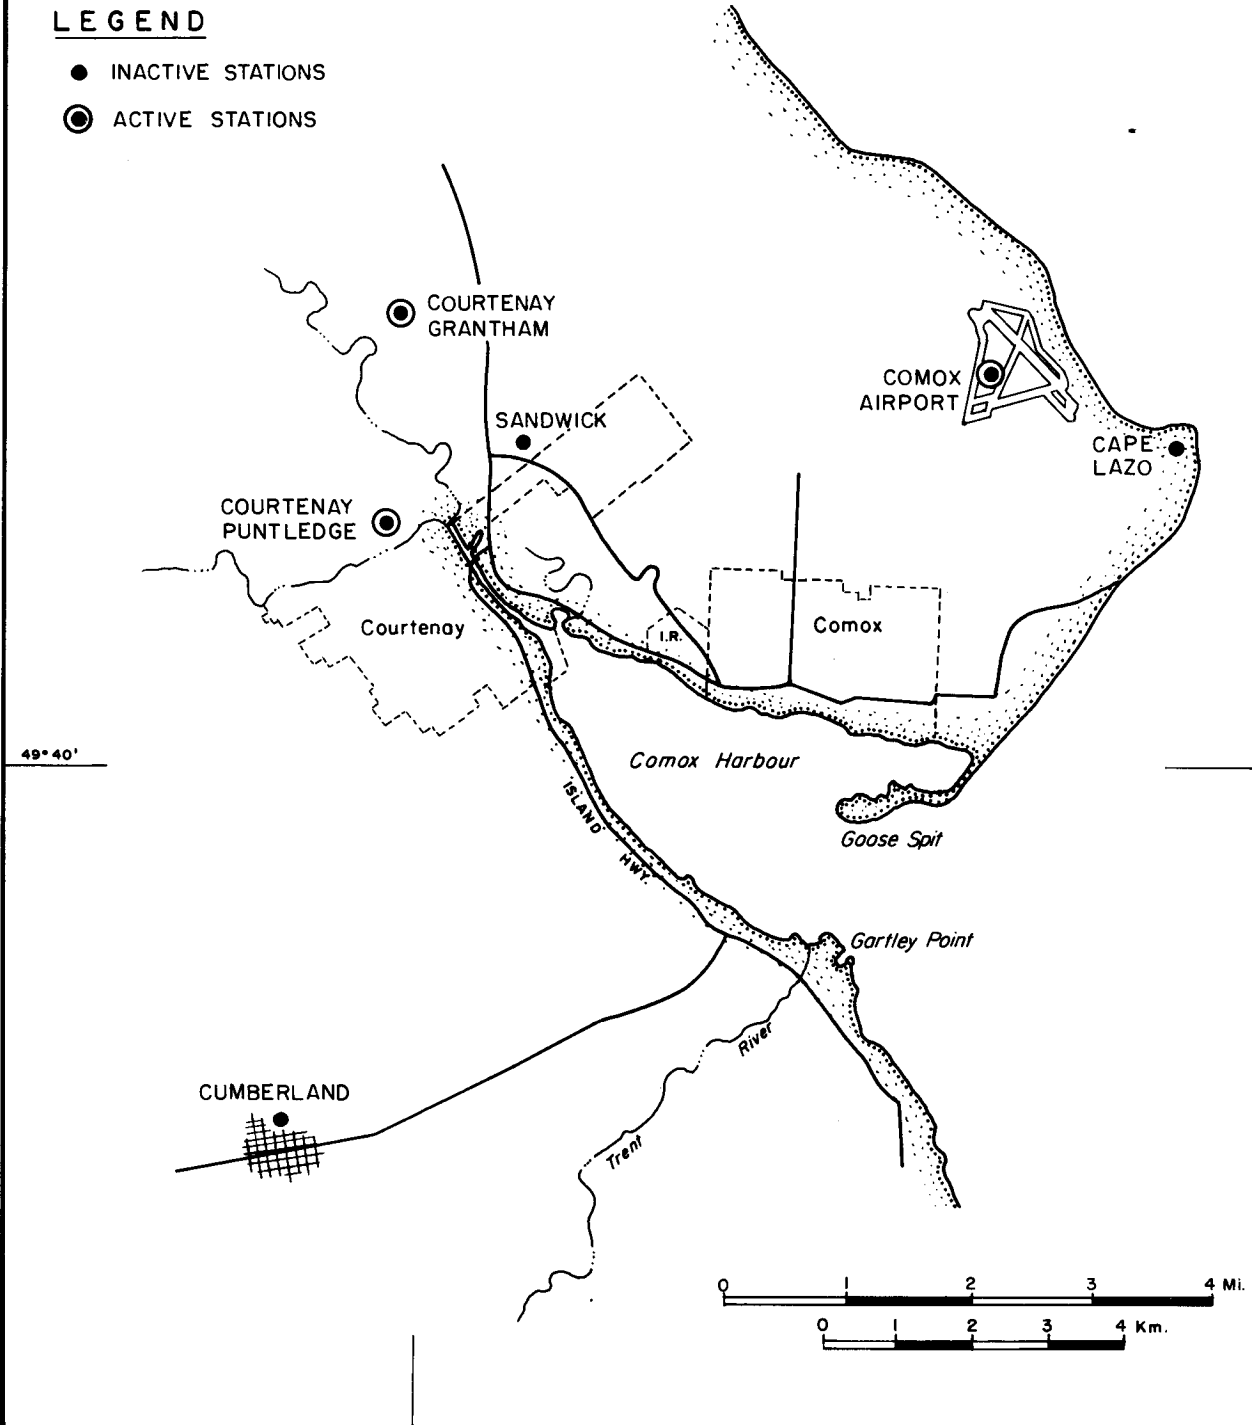 LEGEND
INACTIVE STATIONS
ACTIVE STATIONS
COURTENAY
GRANTHAM
COMOX
AIRPORT
SANDWICK
CAPE
LAZO
COURTENAY
PUNTLEDGE
Courtenay
I.R.
Comox
49°40'
Comox Harbour
ISLAND HWY.
Goose Spit
Gartley Point
Trent River
CUMBERLAND
0 1 2 3 4 Mi.
0 1 2 3 4 Km.